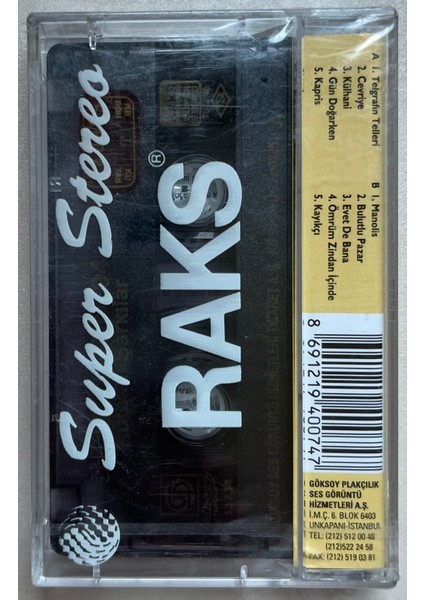 Super Stereo
RAKS®
A 1. Telgrafın Telleri
2. Cevriye
3. Külhani
4. Gün Doğarken
5. Kapris
B 1. Manolis
2. Bulutlu Pazar
3. Evet De Bana
4. Ömrüm Zindan İçinde
5. Kayıkçı
8 691219 400747
GÖKSOY PLAKÇILIK
SES GÖRÜNTÜ
HİZMETLERİ A.Ş.
İ.M.Ç. 6. BLOK 6403
UNKAPANI-İSTANBUL
TEL: (212) 512 00 46
(212)522 24 58
FAX: (212) 519 03 81